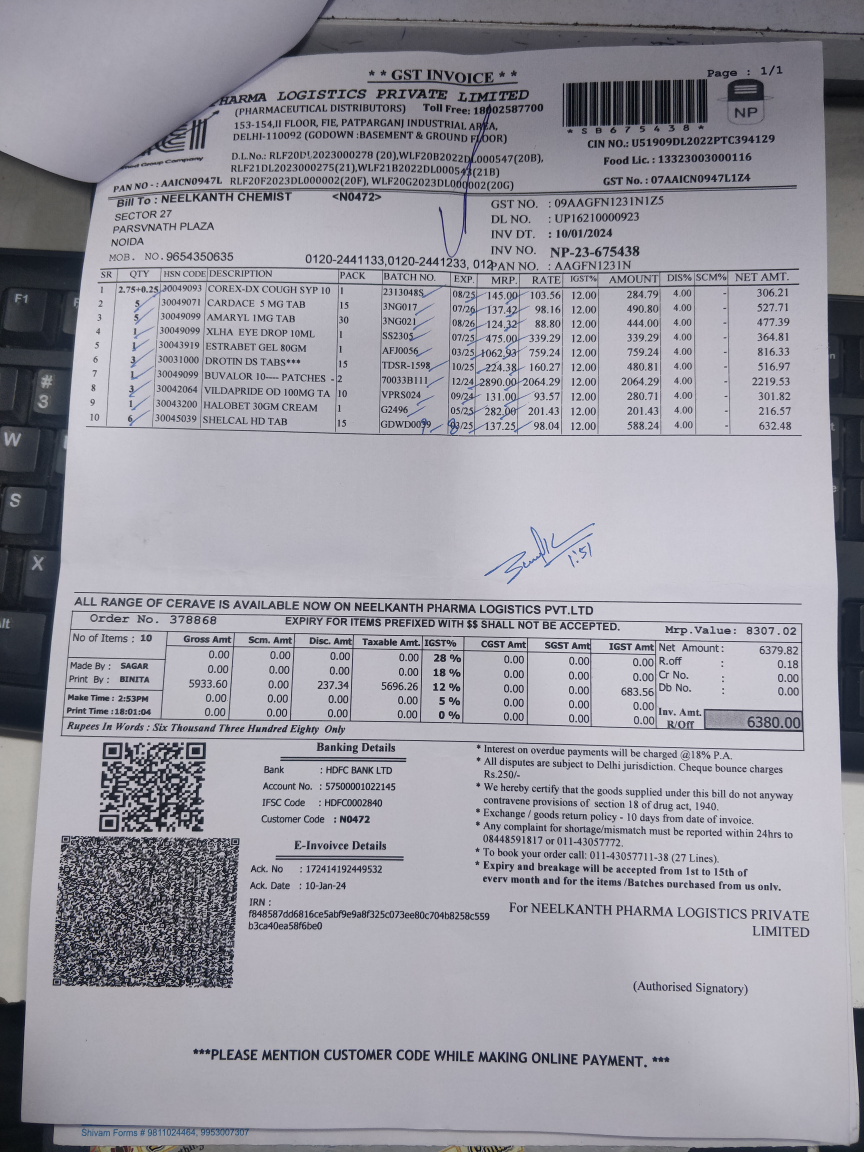 * * GST INVOICE * *
Page : 1/1
HARMA LOGISTICS PRIVATE LIMITED
(PHARMACEUTICAL DISTRIBUTORS) Toll Free: 18002587700
153-154,II FLOOR, FIE, PATPARGANJ INDUSTRIAL AREA,
DELHI-110092 (GODOWN :BASEMENT & GROUND FLOOR)
D.L.No.: RLF20DL2023000278 (20),WLF20B2022DL000547(20B),
RLF21DL2023000275(21),WLF21B2022DL000543(21B)
PAN NO - : AAICN0947L RLF20F2023DL000002(20F), WLF20G2023DL000002(20G)
* S B 6 7 5 4 3 8 *
NP
CIN NO.: U51909DL2022PTC394129
Food Lic. : 13323003000116
GST No. : 07AAICN0947L1Z4
Bill To : NEELKANTH CHEMIST <N0472>
SECTOR 27
PARSVNATH PLAZA
NOIDA
MOB. NO. 9654350635 0120-2441133,0120-2441233, 012
GST NO. : 09AAGFN1231N1Z5
DL NO. : UP16210000923
INV DT. : 10/01/2024
INV NO. NP-23-675438
PAN NO. : AAGFN1231N
SR QTY HSN CODE DESCRIPTION PACK BATCH NO. EXP. MRP. RATE IGST% AMOUNT DIS% SCM% NET AMT.
1 2.75+0.25 30049093 COREX-DX COUGH SYP 10 1 2313048S 08/25 145.00 103.56 12.00 284.79 4.00 - 306.21
2 5 30049071 CARDACE 5 MG TAB 15 3NG017 07/26 137.42 98.16 12.00 490.80 4.00 - 527.71
3 5 30049099 AMARYL 1MG TAB 30 3NG021 08/26 124.32 88.80 12.00 444.00 4.00 - 477.39
4 1 30049099 XLHA EYE DROP 10ML 1 SS2305 07/25 475.00 339.29 12.00 339.29 4.00 - 364.81
5 1 30043919 ESTRABET GEL 80GM 1 AFJ0056 03/25 1062.93 759.24 12.00 759.24 4.00 - 816.33
6 3 30031000 DROTIN DS TABS*** 15 TDSR-1598 10/25 224.38 160.27 12.00 480.81 4.00 - 516.97
7 1 30049099 BUVALOR 10---- PATCHES - 2 70033B111 12/24 2890.00 2064.29 12.00 2064.29 4.00 - 2219.53
8 3 30042064 VILDAPRIDE OD 100MG TA 10 VPRS024 09/24 131.00 93.57 12.00 280.71 4.00 - 301.82
9 1 30043200 HALOBET 30GM CREAM 1 G2496 05/25 282.00 201.43 12.00 201.43 4.00 - 216.57
10 6 30045039 SHELCAL HD TAB 15 03/25 137.25 98.04 12.00 588.24 4.00 - 632.48
1:51
ALL RANGE OF CERAVE IS AVAILABLE NOW ON NEELKANTH PHARMA LOGISTICS PVT.LTD
Order No. 378868 EXPIRY FOR ITEMS PREFIXED WITH $$ SHALL NOT BE ACCEPTED. Mrp.Value: 8307.02
No of Items : 10
Made By : SAGAR
Print By : BINITA
Make Time : 2:53PM
Print Time :18:01:04
Gross Amt Scm. Amt Disc. Amt Taxable Amt. IGST% CGST Amt SGST Amt IGST Amt
0.00 0.00 0.00 0.00 28 % 0.00 0.00 0.00
0.00 0.00 0.00 0.00 18 % 0.00 0.00 0.00
5933.60 0.00 237.34 5696.26 12 % 0.00 0.00 683.56
0.00 0.00 0.00 0.00 5 % 0.00 0.00 0.00
0.00 0.00 0.00 0.00 0 % 0.00 0.00 0.00
Net Amount : 6379.82
R.off : 0.18
Cr No. : 0.00
Db No. : 0.00
Inv. Amt.
R/Off 6380.00
Rupees In Words : Six Thousand Three Hundred Eighty Only
Banking Details
Bank : HDFC BANK LTD
Account No. : 57500001022145
IFSC Code : HDFC0002840
Customer Code : N0472
E-Invoivce Details
Ack. No : 172414192449532
Ack. Date : 10-Jan-24
IRN :
f848587dd6816ce5abf9e9a8f325c073ee80c704b8258c559
b3ca40ea58f6be0
* Interest on overdue payments will be charged @18% P.A.
* All disputes are subject to Delhi jurisdiction. Cheque bounce charges
Rs.250/-
* We hereby certify that the goods supplied under this bill do not anyway
contravene provisions of section 18 of drug act, 1940.
* Exchange / goods return policy - 10 days from date of invoice.
* Any complaint for shortage/mismatch must be reported within 24hrs to
08448591817 or 011-43057772.
* To book your order call: 011-43057711-38 (27 Lines).
* Expiry and breakage will be accepted from 1st to 15th of
every month and for the items /Batches purchased from us only.
For NEELKANTH PHARMA LOGISTICS PRIVATE
LIMITED
(Authorised Signatory)
***PLEASE MENTION CUSTOMER CODE WHILE MAKING ONLINE PAYMENT. ***
Shivam Forms # 9811024464, 9953007307
F1
F2
#
3
W
S
X
Alt